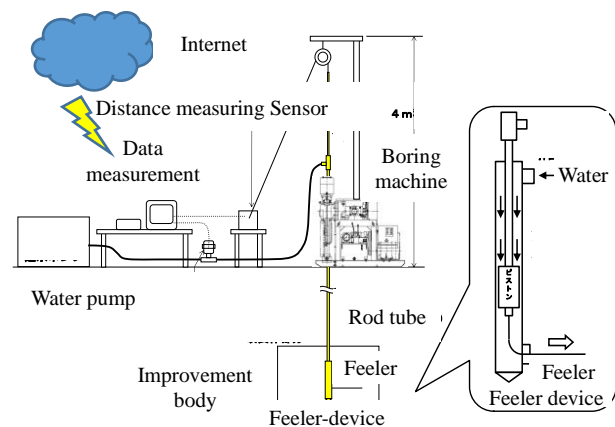 Internet
Distance measuring Sensor
Data
measurement
4m
Boring
machine
Water
Water pump
Rod tube
ピストン
Improvement
body
Feeler
Feeler-device
Feeler
Feeler device